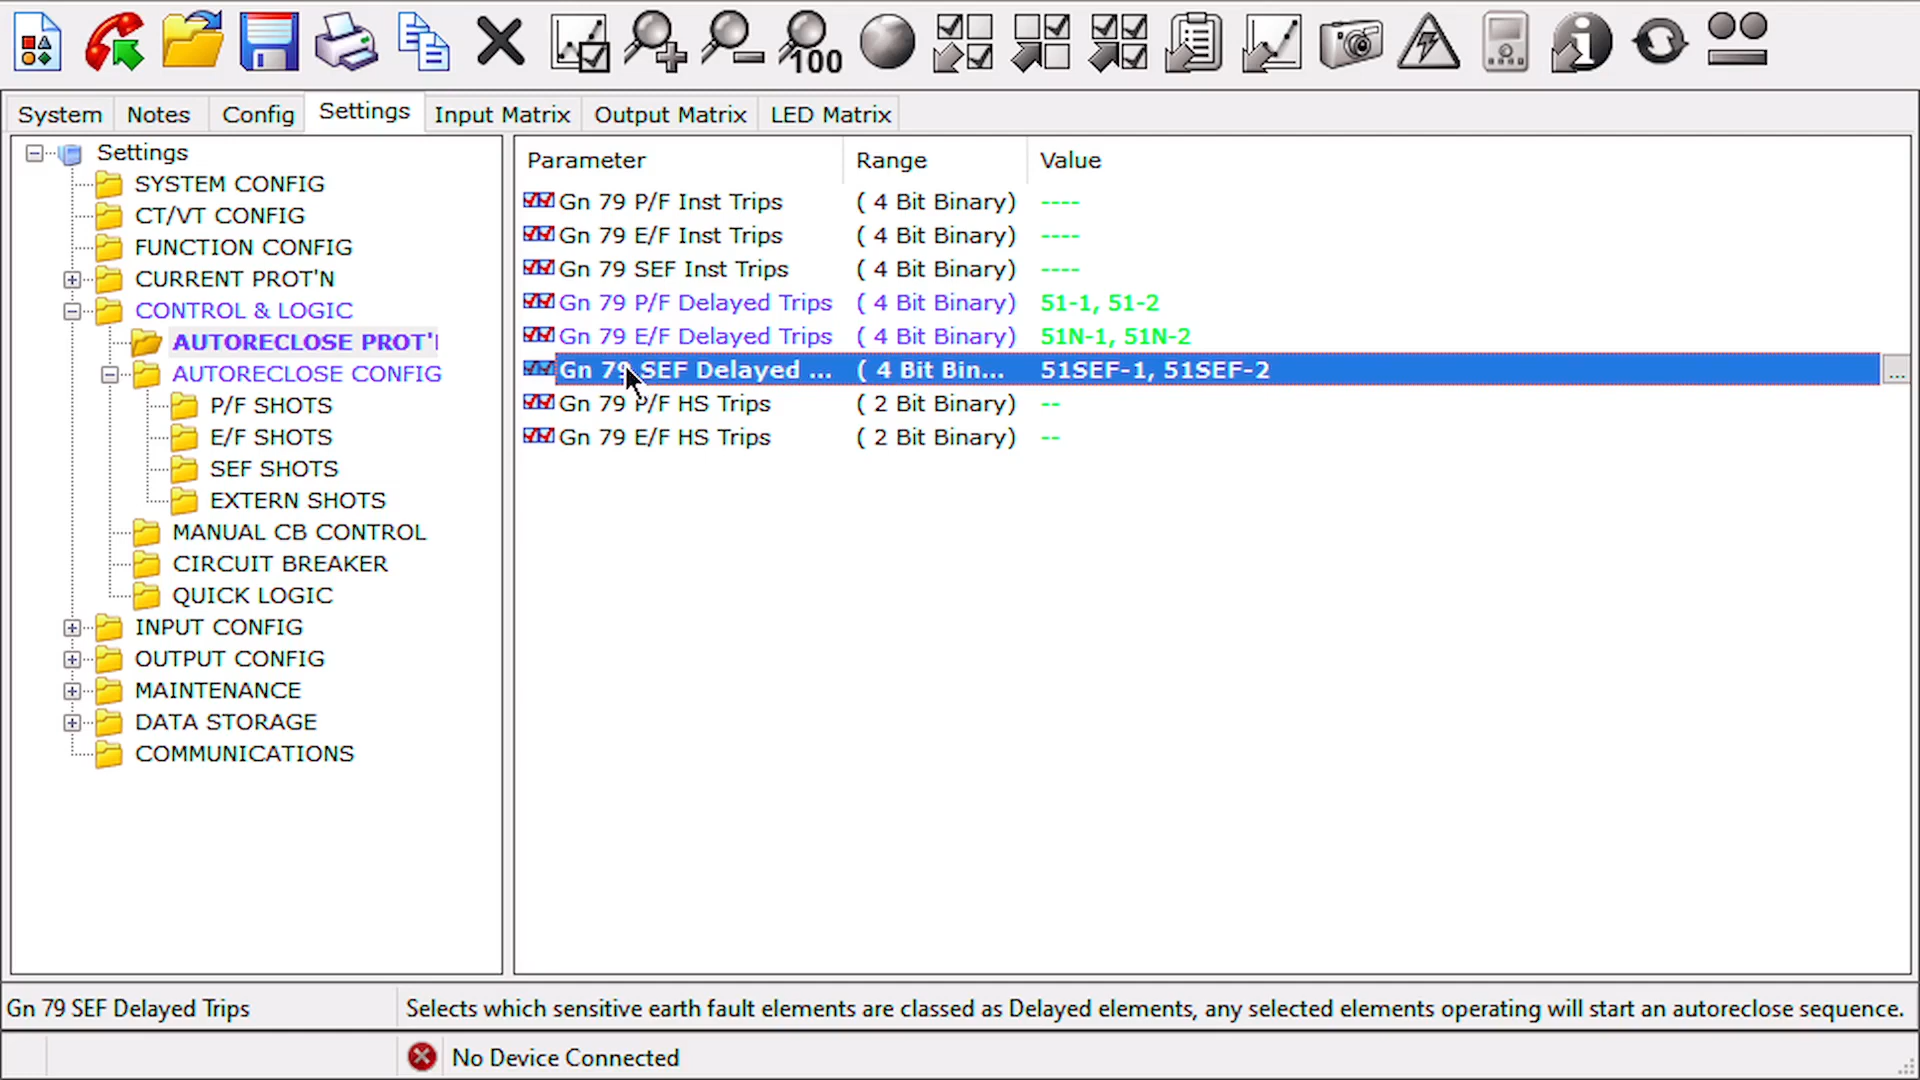 100
System Notes Config Settings Input Matrix Output Matrix LED Matrix
Settings
SYSTEM CONFIG
CT/VT CONFIG
FUNCTION CONFIG
CURRENT PROT'N
CONTROL & LOGIC
AUTORECLOSE PROT'
AUTORECLOSE CONFIG
P/F SHOTS
E/F SHOTS
SEF SHOTS
EXTERN SHOTS
MANUAL CB CONTROL
CIRCUIT BREAKER
QUICK LOGIC
INPUT CONFIG
OUTPUT CONFIG
MAINTENANCE
DATA STORAGE
COMMUNICATIONS
Parameter Range Value
Gn 79 P/F Inst Trips ( 4 Bit Binary) ----
Gn 79 E/F Inst Trips ( 4 Bit Binary) ----
Gn 79 SEF Inst Trips ( 4 Bit Binary) ----
Gn 79 P/F Delayed Trips ( 4 Bit Binary) 51-1, 51-2
Gn 79 E/F Delayed Trips ( 4 Bit Binary) 51N-1, 51N-2
Gn 79 SEF Delayed ... ( 4 Bit Bin... 51SEF-1, 51SEF-2 ...
Gn 79 P/F HS Trips ( 2 Bit Binary) --
Gn 79 E/F HS Trips ( 2 Bit Binary) --
Gn 79 SEF Delayed Trips Selects which sensitive earth fault elements are classed as Delayed elements, any selected elements operating will start an autoreclose sequence.
No Device Connected